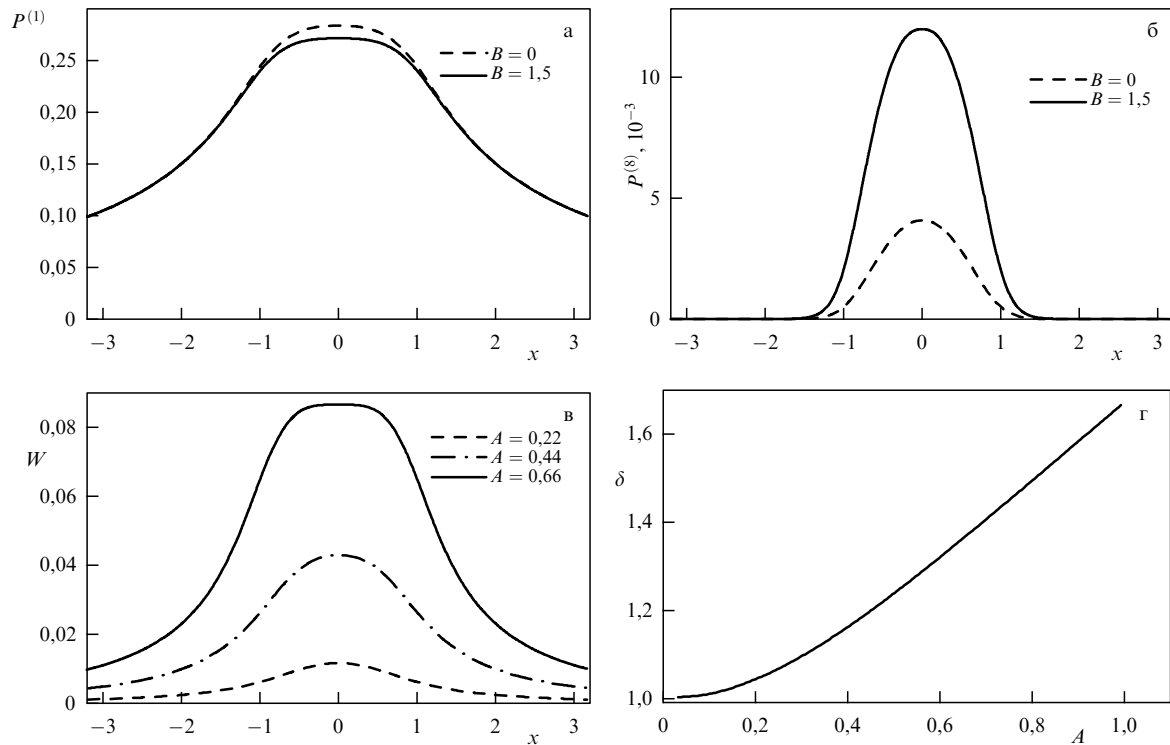 P⁽¹⁾
а
B = 0
B = 1,5
0,25
0,20
0,15
0,10
0,05
0
−3 −2 −1 0 1 2 3
x
б
B = 0
B = 1,5
P⁽⁸⁾, 10⁻³
10
5
0
−3 −2 −1 0 1 2 3
x
в
W
A = 0,22
A = 0,44
A = 0,66
0,08
0,06
0,04
0,02
0
−3 −2 −1 0 1 2 3
x
г
δ
1,6
1,4
1,2
1,0
0 0,2 0,4 0,6 0,8 1,0
A